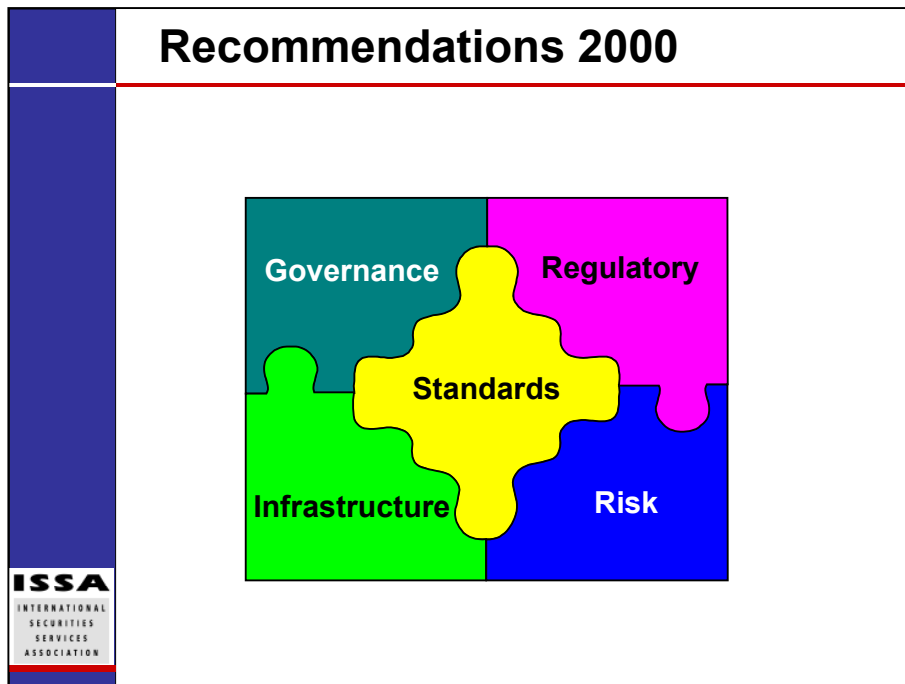 Recommendations 2000
Governance
Regulatory
Standards
Infrastructure
Risk
ISSA
INTERNATIONAL
SECURITIES
SERVICES
ASSOCIATION